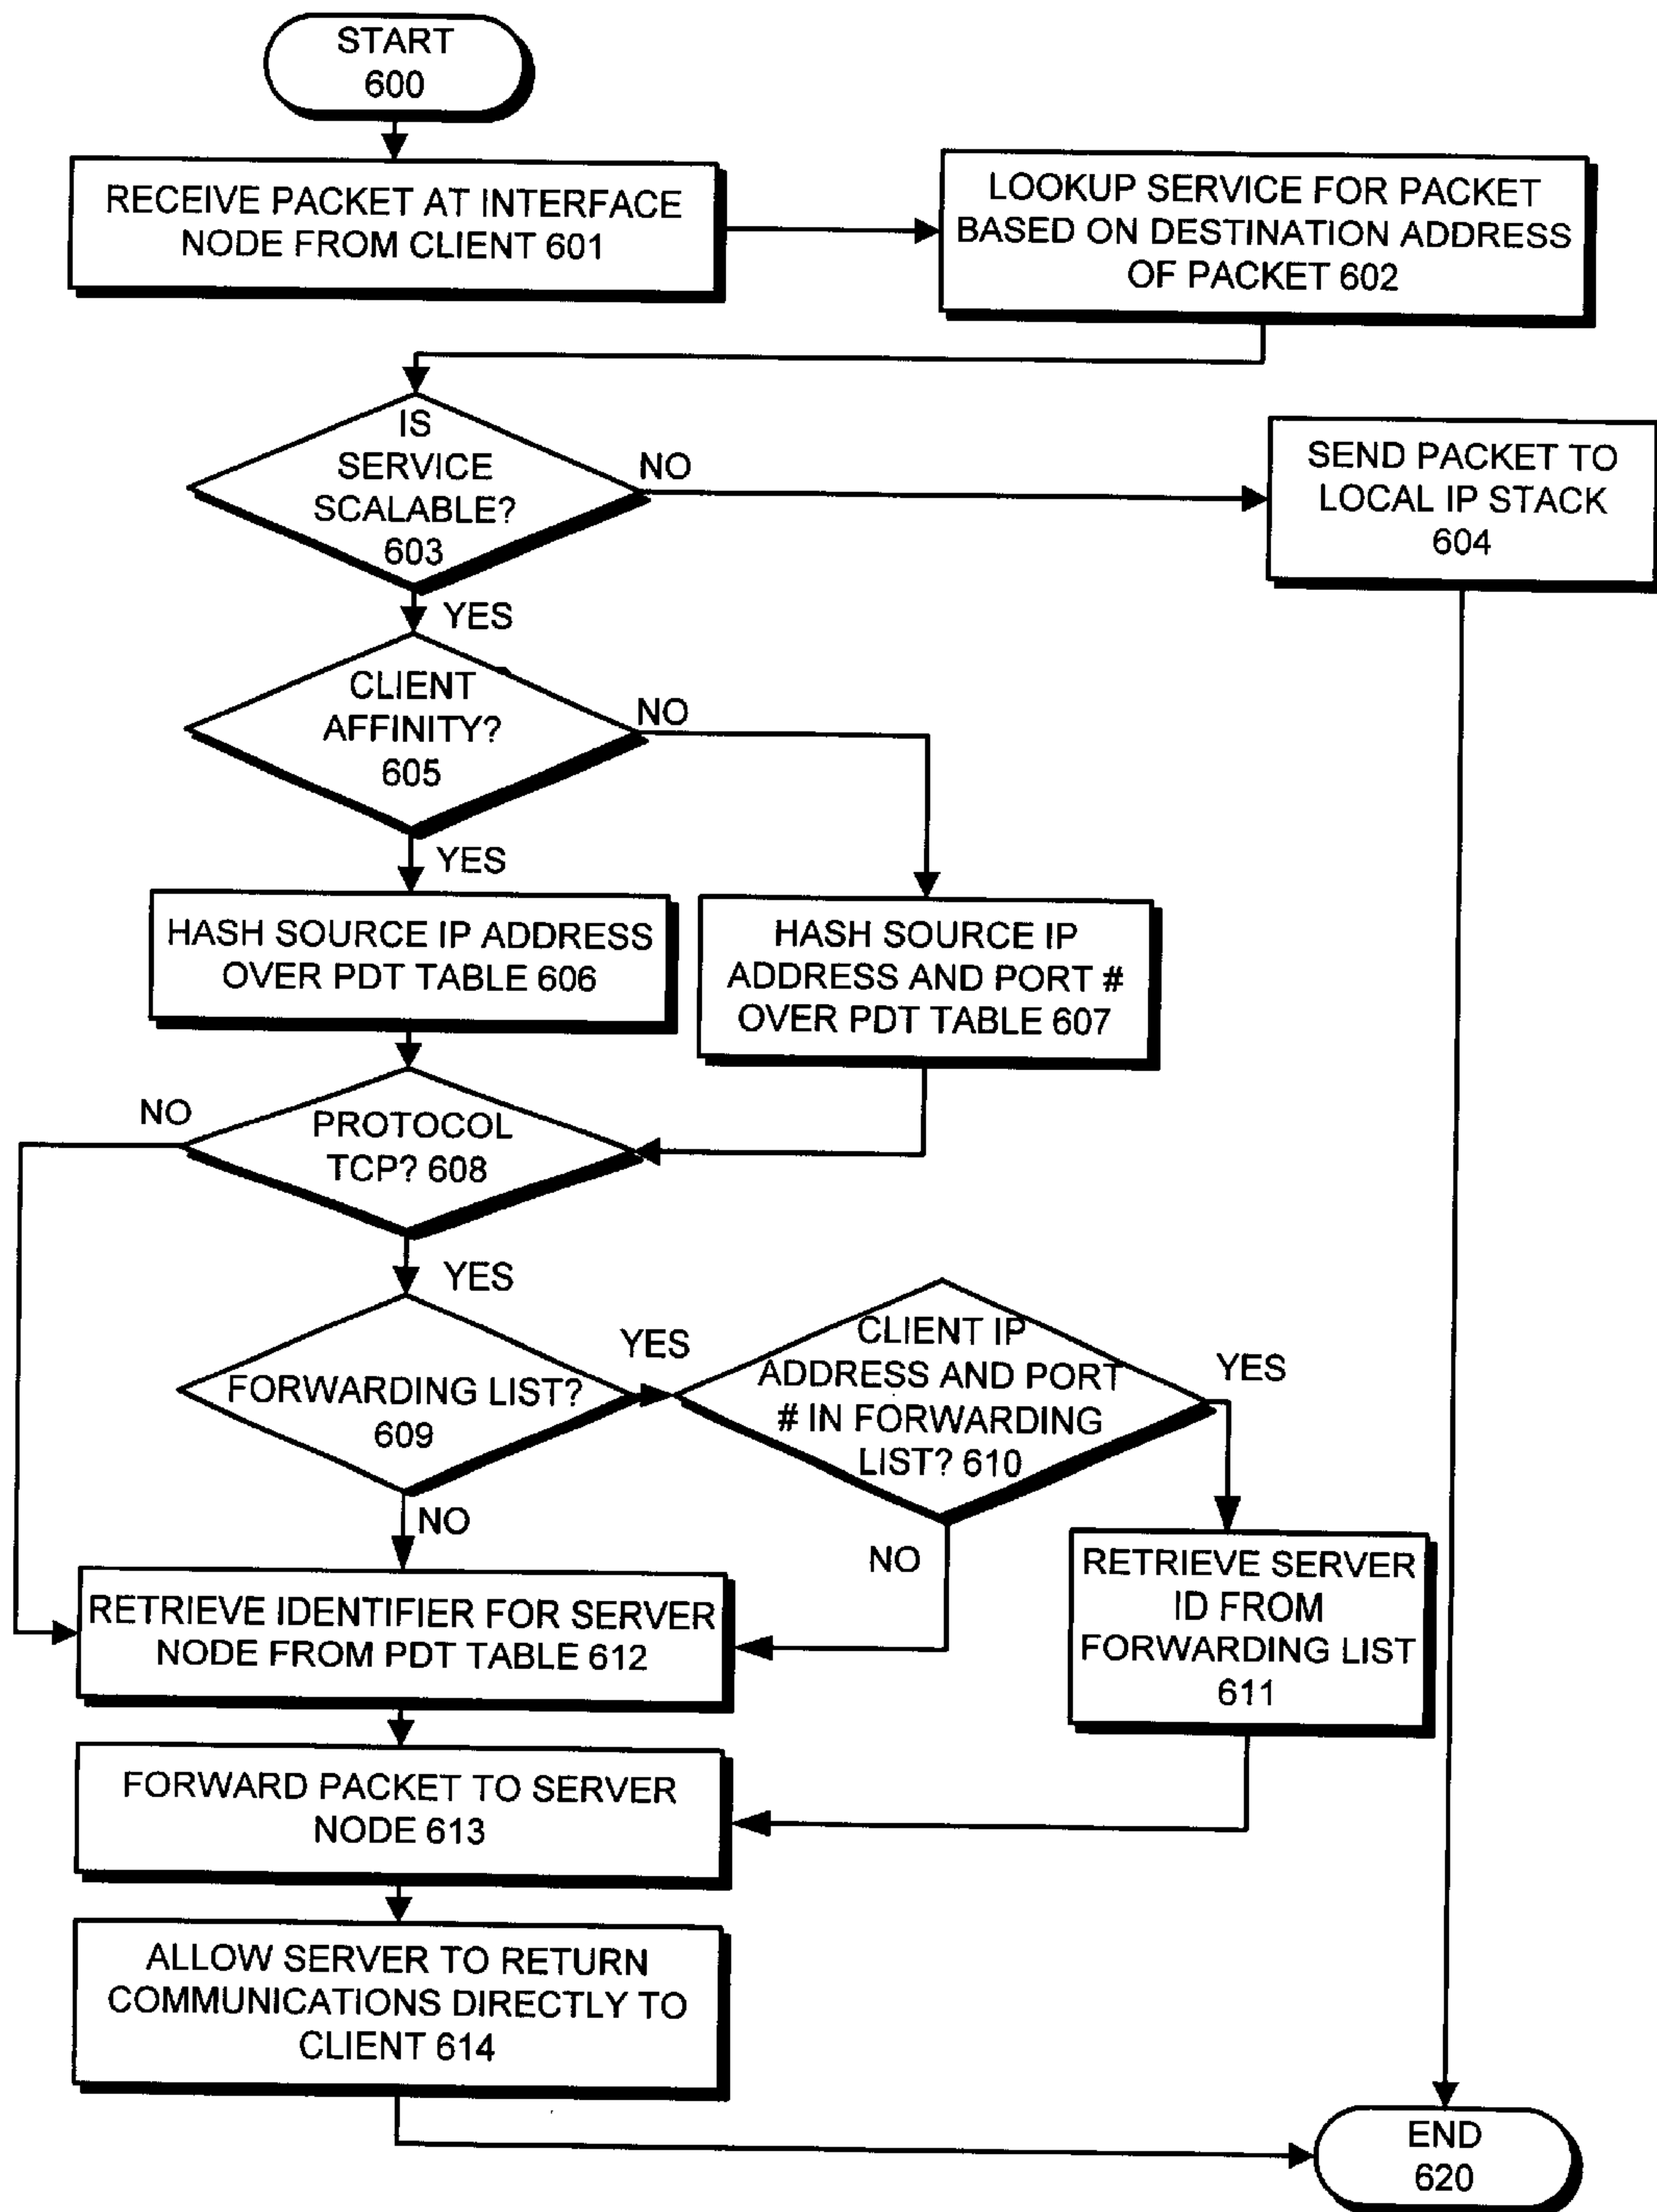 START
600
RECEIVE PACKET AT INTERFACE
NODE FROM CLIENT 601
LOOKUP SERVICE FOR PACKET
BASED ON DESTINATION ADDRESS
OF PACKET 602
IS
SERVICE
SCALABLE?
603
NO
SEND PACKET TO
LOCAL IP STACK
604
YES
CLIENT
AFFINITY?
605
NO
YES
HASH SOURCE IP ADDRESS
OVER PDT TABLE 606
HASH SOURCE IP
ADDRESS AND PORT #
OVER PDT TABLE 607
NO
PROTOCOL
TCP? 608
YES
FORWARDING LIST?
609
YES
CLIENT IP
ADDRESS AND PORT
# IN FORWARDING
LIST? 610
YES
NO
NO
RETRIEVE SERVER
ID FROM
FORWARDING LIST
611
RETRIEVE IDENTIFIER FOR SERVER
NODE FROM PDT TABLE 612
FORWARD PACKET TO SERVER
NODE 613
ALLOW SERVER TO RETURN
COMMUNICATIONS DIRECTLY TO
CLIENT 614
END
620